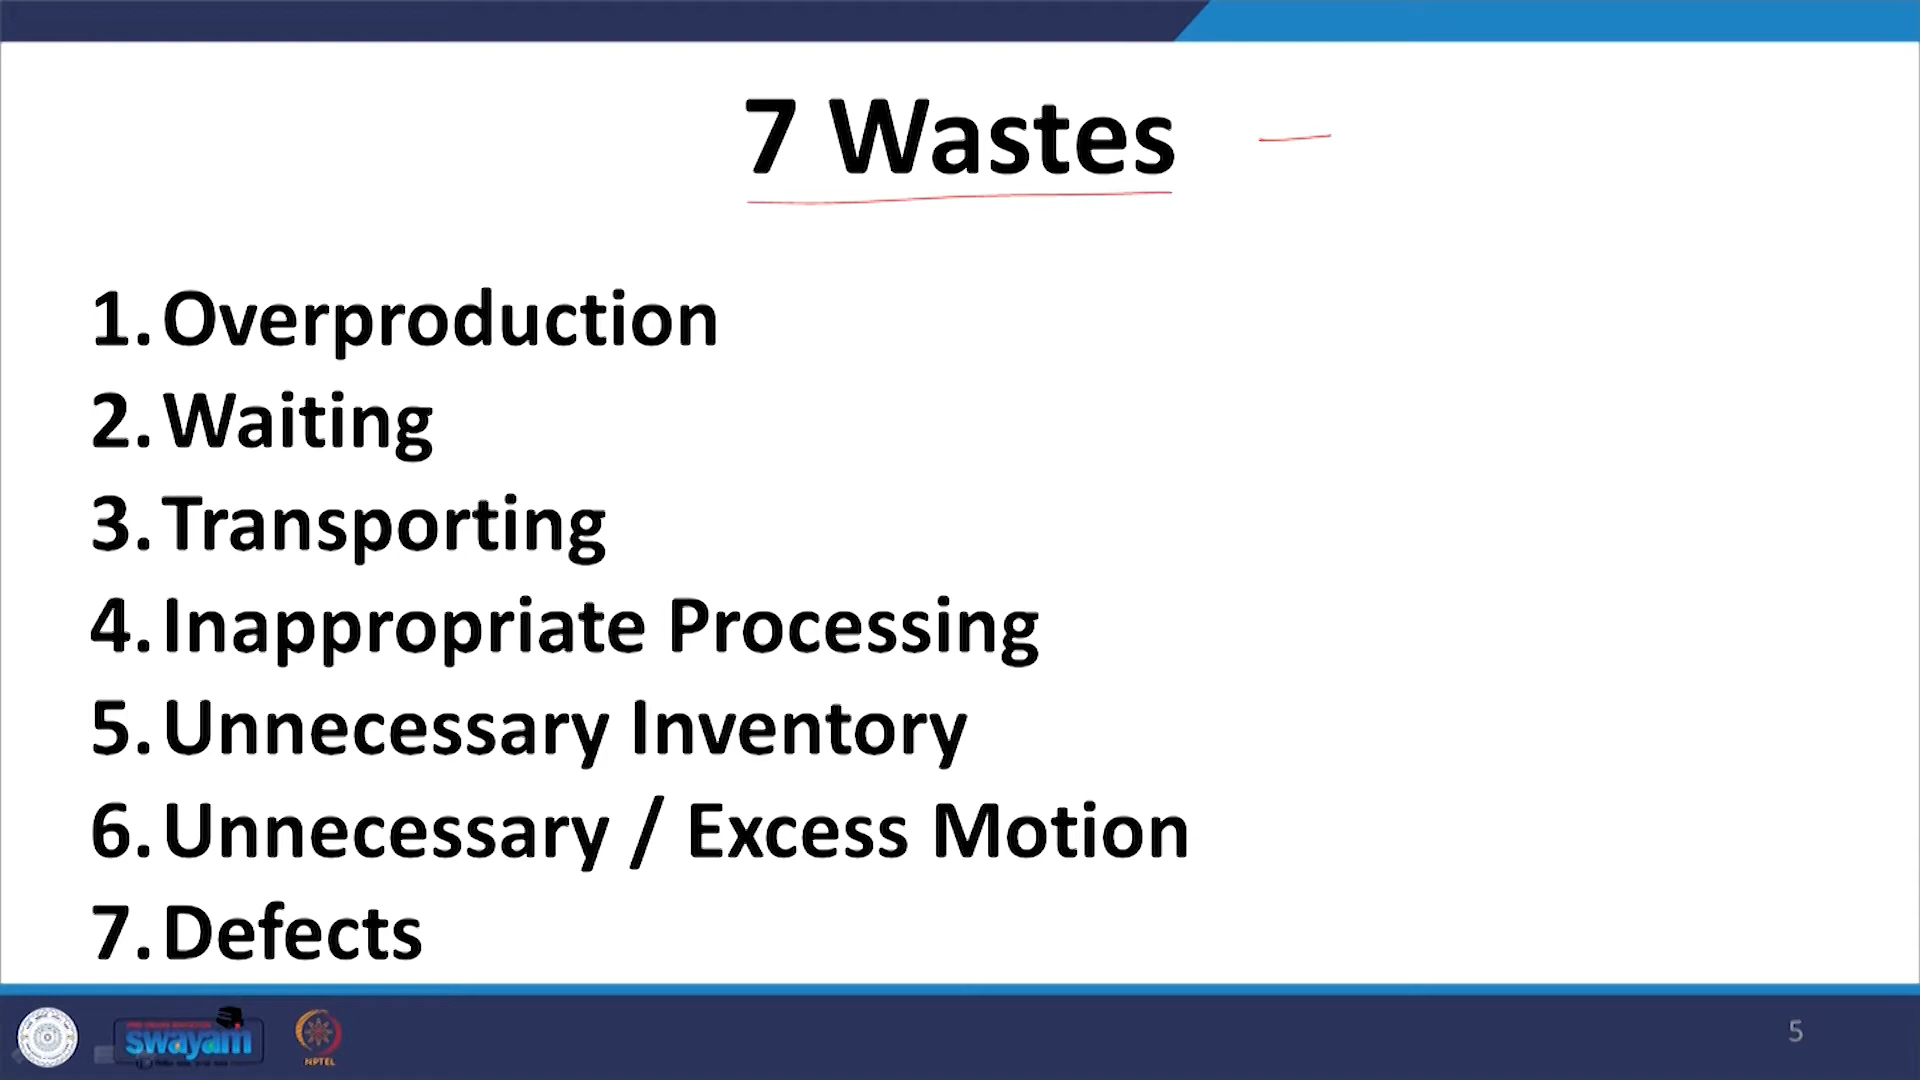 7 Wastes
1. Overproduction
2. Waiting
3. Transporting
4. Inappropriate Processing
5. Unnecessary Inventory
6. Unnecessary / Excess Motion
7. Defects
swayam
NPTEL
5